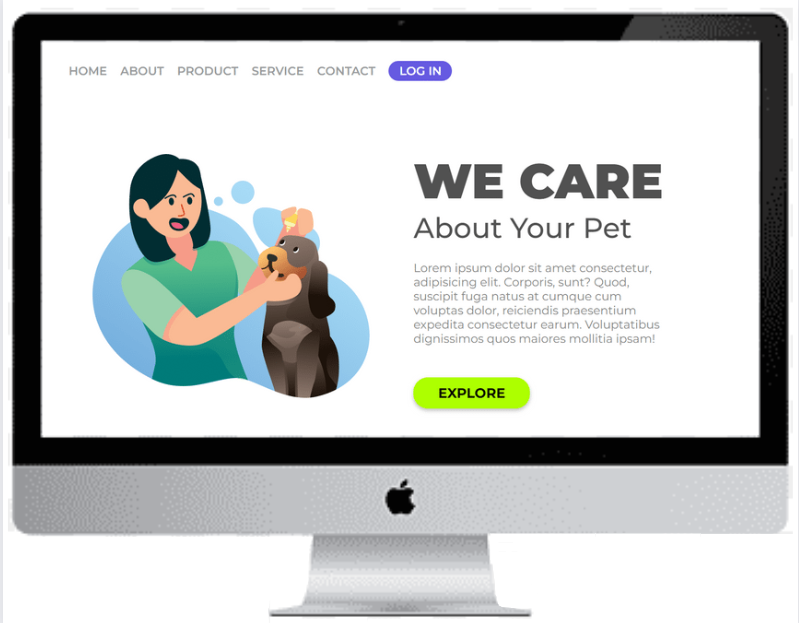 HOME ABOUT PRODUCT SERVICE CONTACT LOG IN
WE CARE
About Your Pet
Lorem ipsum dolor sit amet consectetur,
adipisicing elit. Corporis, sunt? Quod,
suscipit fuga natus at cumque cum
voluptas dolor, reiciendis praesentium
expedita consectetur earum. Voluptatibus
dignissimos quos maiores mollitia ipsam!
EXPLORE